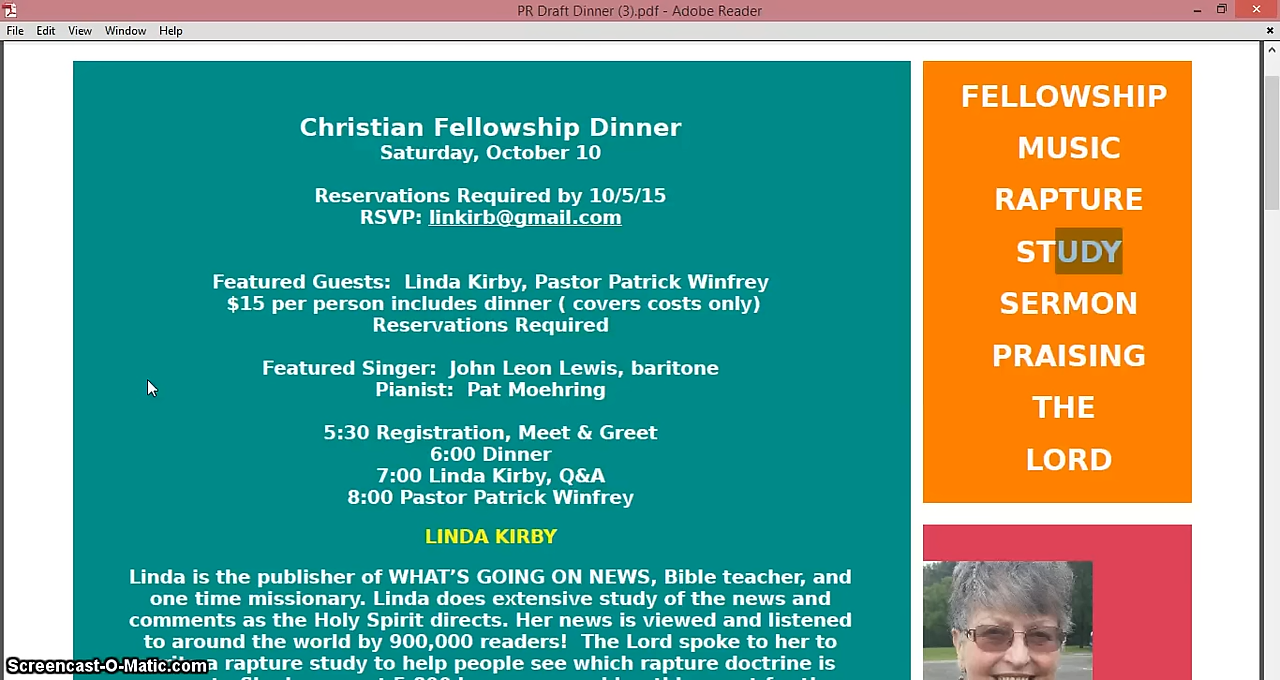 PR Draft Dinner (3).pdf - Adobe Reader
File Edit View Window Help
Christian Fellowship Dinner
Saturday, October 10
Reservations Required by 10/5/15
RSVP: linkirb@gmail.com
Featured Guests:  Linda Kirby, Pastor Patrick Winfrey
$15 per person includes dinner ( covers costs only)
Reservations Required
Featured Singer:  John Leon Lewis, baritone
Pianist:  Pat Moehring
5:30 Registration, Meet & Greet
6:00 Dinner
7:00 Linda Kirby, Q&A
8:00 Pastor Patrick Winfrey
LINDA KIRBY
Linda is the publisher of WHAT’S GOING ON NEWS, Bible teacher, and
one time missionary. Linda does extensive study of the news and
comments as the Holy Spirit directs. Her news is viewed and listened
to around the world by 900,000 readers!  The Lord spoke to her to
a rapture study to help people see which rapture doctrine is
FELLOWSHIP
MUSIC
RAPTURE
STUDY
SERMON
PRAISING
THE
LORD
Screencast-O-Matic.com